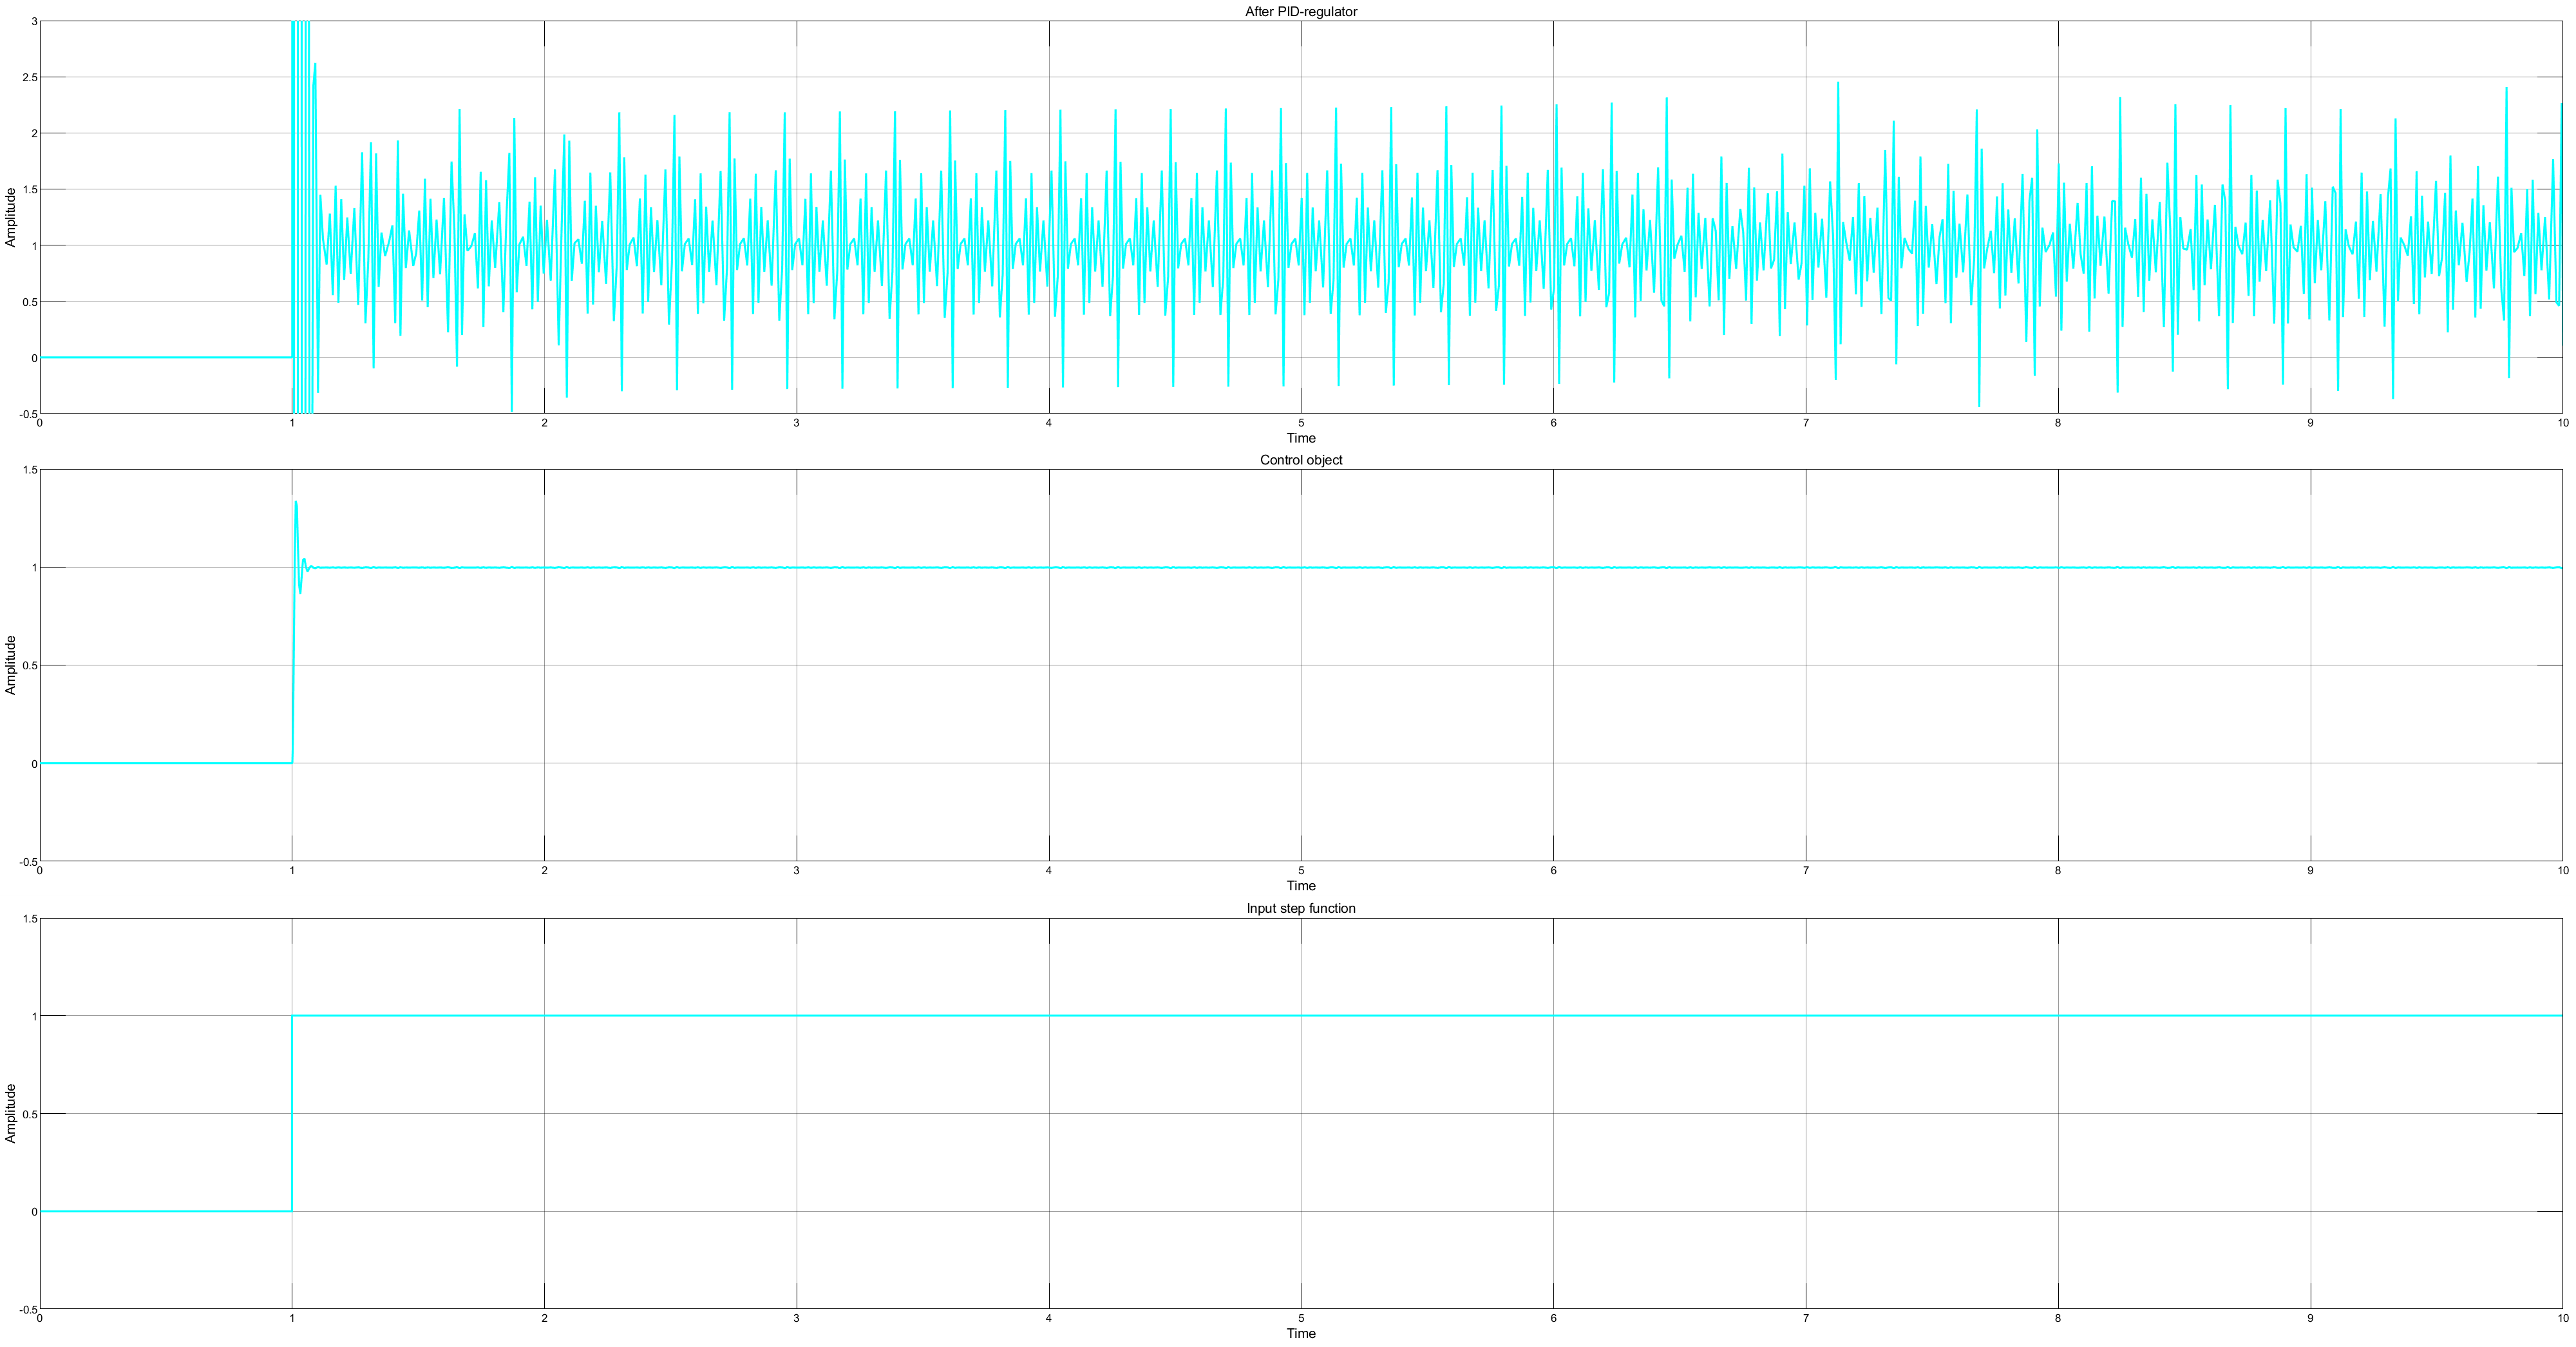 After PID-regulator
3
2.5
2
1.5
1
0.5
0
-0.5
Amplitude
0 1 2 3 4 5 6 7 8 9 10
Time
Control object
1.5
1
0.5
0
-0.5
Amplitude
0 1 2 3 4 5 6 7 8 9 10
Time
Input step function
1.5
1
0.5
0
-0.5
Amplitude
0 1 2 3 4 5 6 7 8 9 10
Time